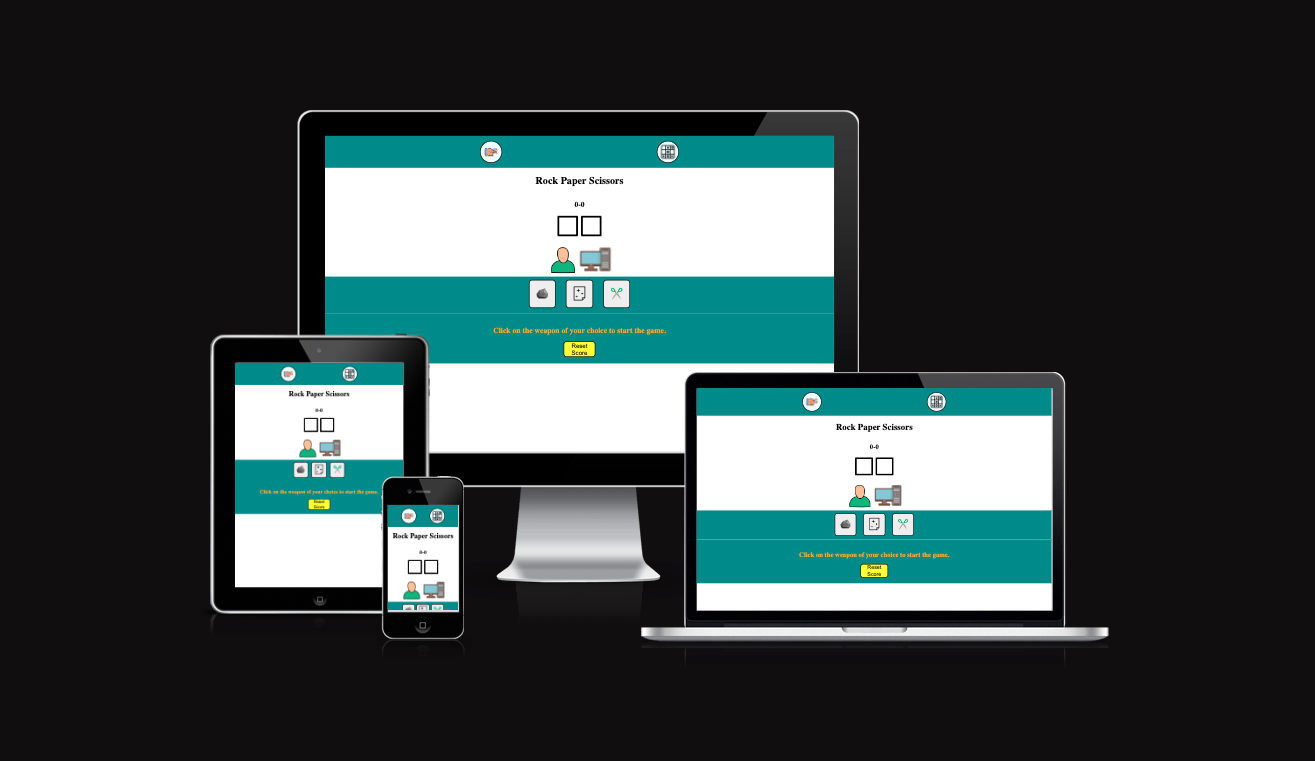 Rock Paper Scissors
0-0
Click on the weapon of your choice to start the game.
Reset
Score
Rock Paper Scissors
0-0
Click on the weapon of your choice to start the game.
Reset
Score
Rock Paper Scissors
0-0
Rock Paper Scissors
0-0
Click on the weapon of your choice to start the game.
Reset
Score